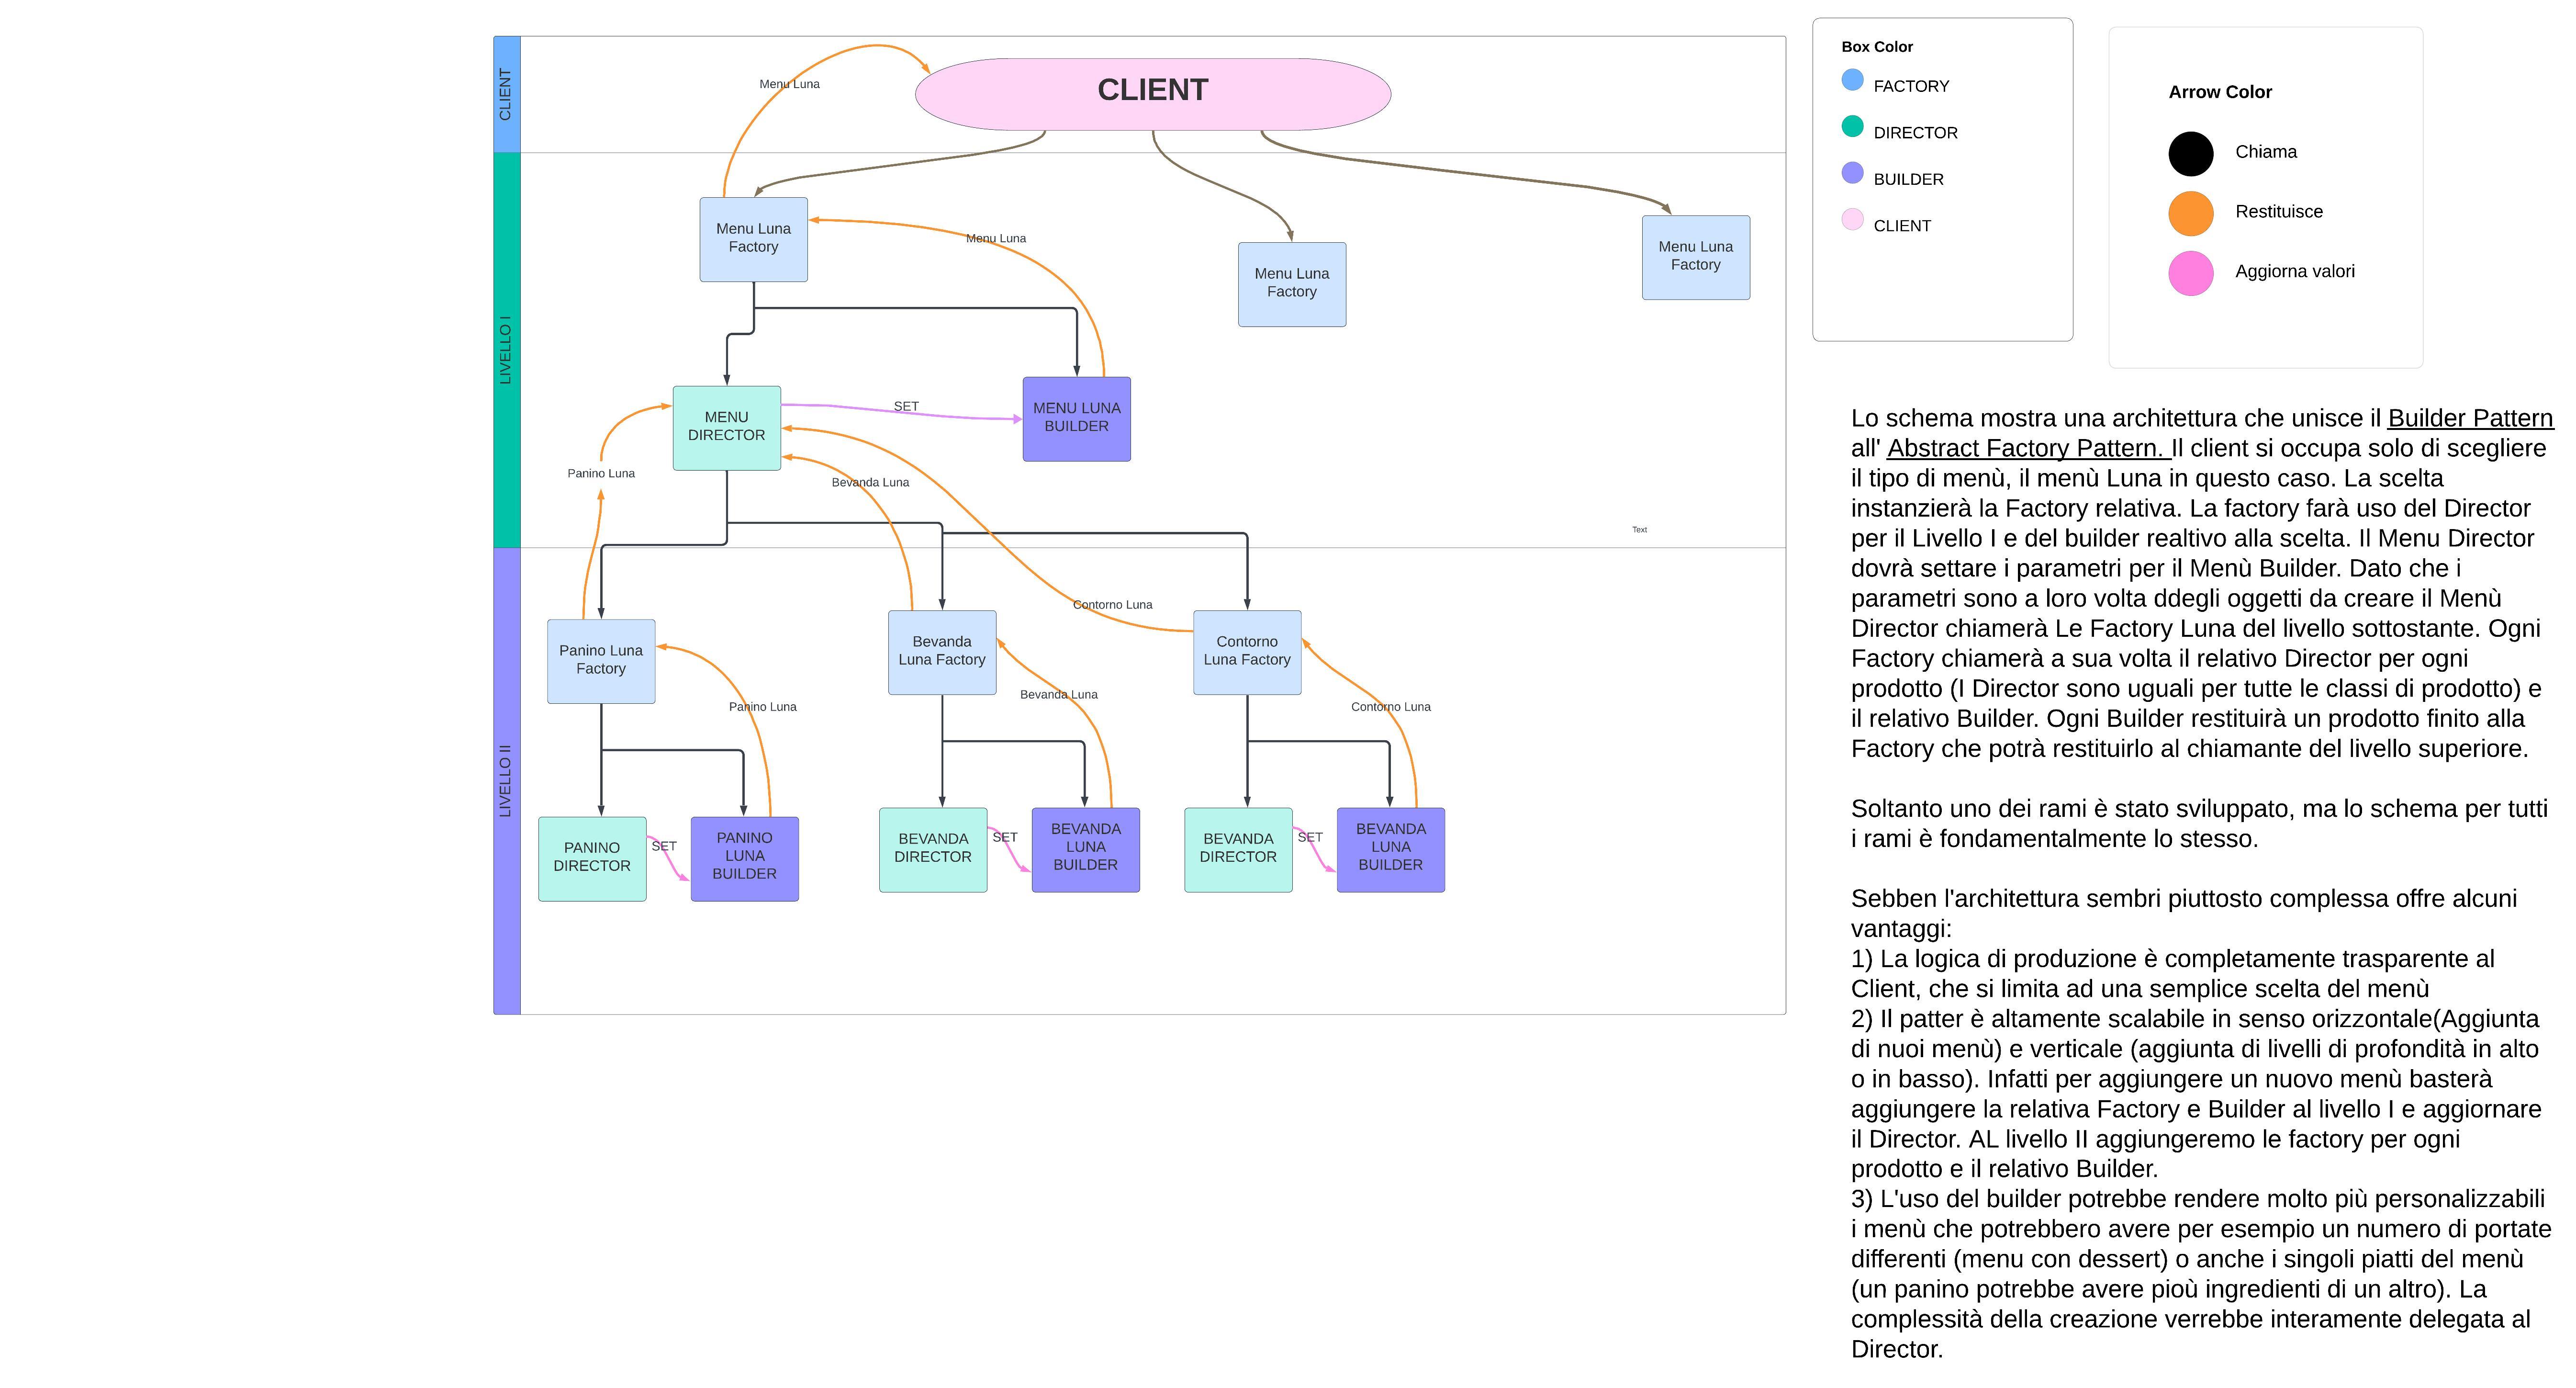 CLIENT
Menu Luna
CLIENT
LIVELLO I
Menu Luna
Factory
Menu Luna
Menu Luna
Factory
Menu Luna
Factory
MENU
DIRECTOR
SET
MENU LUNA
BUILDER
Panino Luna
Bevanda Luna
Text
LIVELLO II
Contorno Luna
Panino Luna
Factory
Bevanda
Luna Factory
Contorno
Luna Factory
Panino Luna
Bevanda Luna
Contorno Luna
PANINO
DIRECTOR
SET
PANINO
LUNA
BUILDER
BEVANDA
DIRECTOR
SET
BEVANDA
LUNA
BUILDER
BEVANDA
DIRECTOR
SET
BEVANDA
LUNA
BUILDER
Box Color
FACTORY
DIRECTOR
BUILDER
CLIENT
Arrow Color
Chiama
Restituisce
Aggiorna valori
Lo schema mostra una architettura che unisce il Builder Pattern
all' Abstract Factory Pattern. Il client si occupa solo di scegliere
il tipo di menù, il menù Luna in questo caso. La scelta
instanzierà la Factory relativa. La factory farà uso del Director
per il Livello I e del builder realtivo alla scelta. Il Menu Director
dovrà settare i parametri per il Menù Builder. Dato che i
parametri sono a loro volta ddegli oggetti da creare il Menù
Director chiamerà Le Factory Luna del livello sottostante. Ogni
Factory chiamerà a sua volta il relativo Director per ogni
prodotto (I Director sono uguali per tutte le classi di prodotto) e
il relativo Builder. Ogni Builder restituirà un prodotto finito alla
Factory che potrà restituirlo al chiamante del livello superiore.
Soltanto uno dei rami è stato sviluppato, ma lo schema per tutti
i rami è fondamentalmente lo stesso.
Sebben l'architettura sembri piuttosto complessa offre alcuni
vantaggi:
1) La logica di produzione è completamente trasparente al
Client, che si limita ad una semplice scelta del menù
2) Il patter è altamente scalabile in senso orizzontale(Aggiunta
di nuoi menù) e verticale (aggiunta di livelli di profondità in alto
o in basso). Infatti per aggiungere un nuovo menù basterà
aggiungere la relativa Factory e Builder al livello I e aggiornare
il Director. AL livello II aggiungeremo le factory per ogni
prodotto e il relativo Builder.
3) L'uso del builder potrebbe rendere molto più personalizzabili
i menù che potrebbero avere per esempio un numero di portate
differenti (menu con dessert) o anche i singoli piatti del menù
(un panino potrebbe avere pioù ingredienti di un altro). La
complessità della creazione verrebbe interamente delegata al
Director.